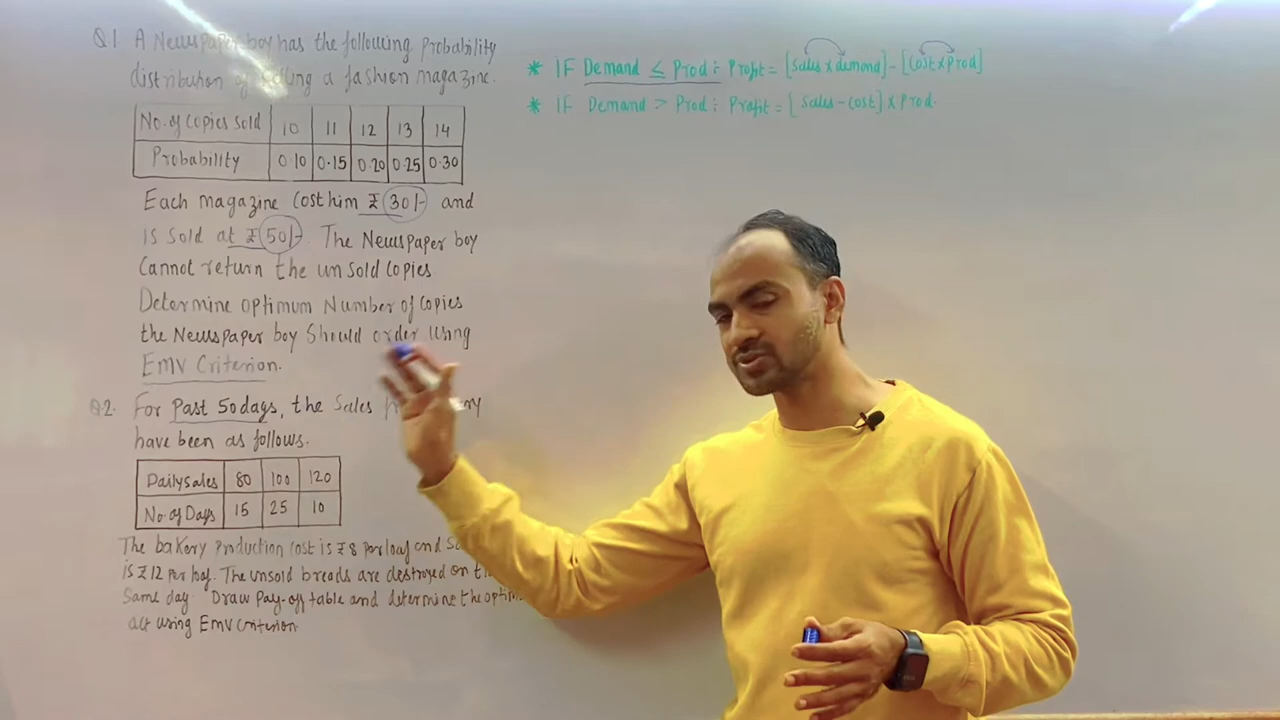 Q.1 A Newspaper boy has the following Probability
distribution of selling a fashion magazine.
No. of Copies Sold 10 11 12 13 14
Probability 0.10 0.15 0.20 0.25 0.30
Each magazine Cost him ₹ 30/- and
is Sold at ₹ 50/-. The Newspaper boy
Cannot return the unsold copies.
Determine optimum Number of copies
the Newspaper boy Should order using
EMV Criterion.
Q.2. For Past 50 days, the Sales
have been as follows.
Daily sales 80 100 120
No. of Days 15 25 10
The bakery Production Cost is ₹ 8 Per loaf and
is ₹ 12 Per loaf. The unsold breads are destroyed on
Same day. Draw Pay-off table and determine the
act using EMV Criterion.
* IF Demand ≤ Prod : Profit = [Sales x demand] - [Cost x Prod]
* IF Demand > Prod : Profit = [Sales - Cost] x Prod.